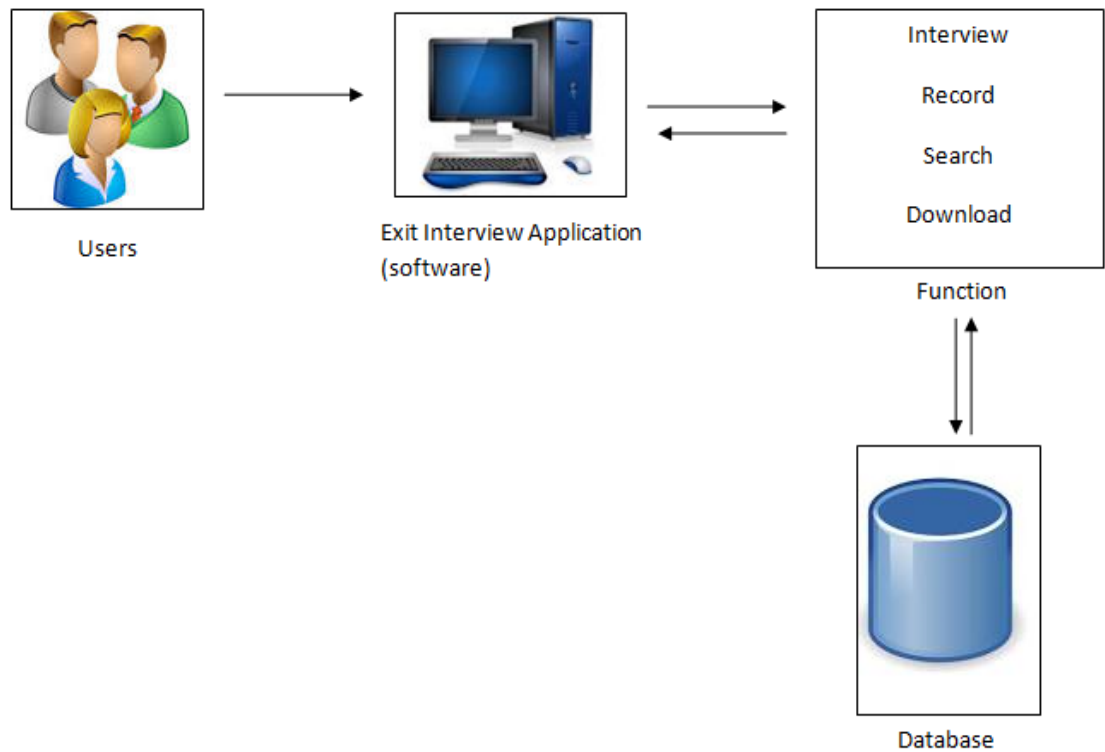 Users
Exit Interview Application
(software)
Interview
Record
Search
Download
Function
Database